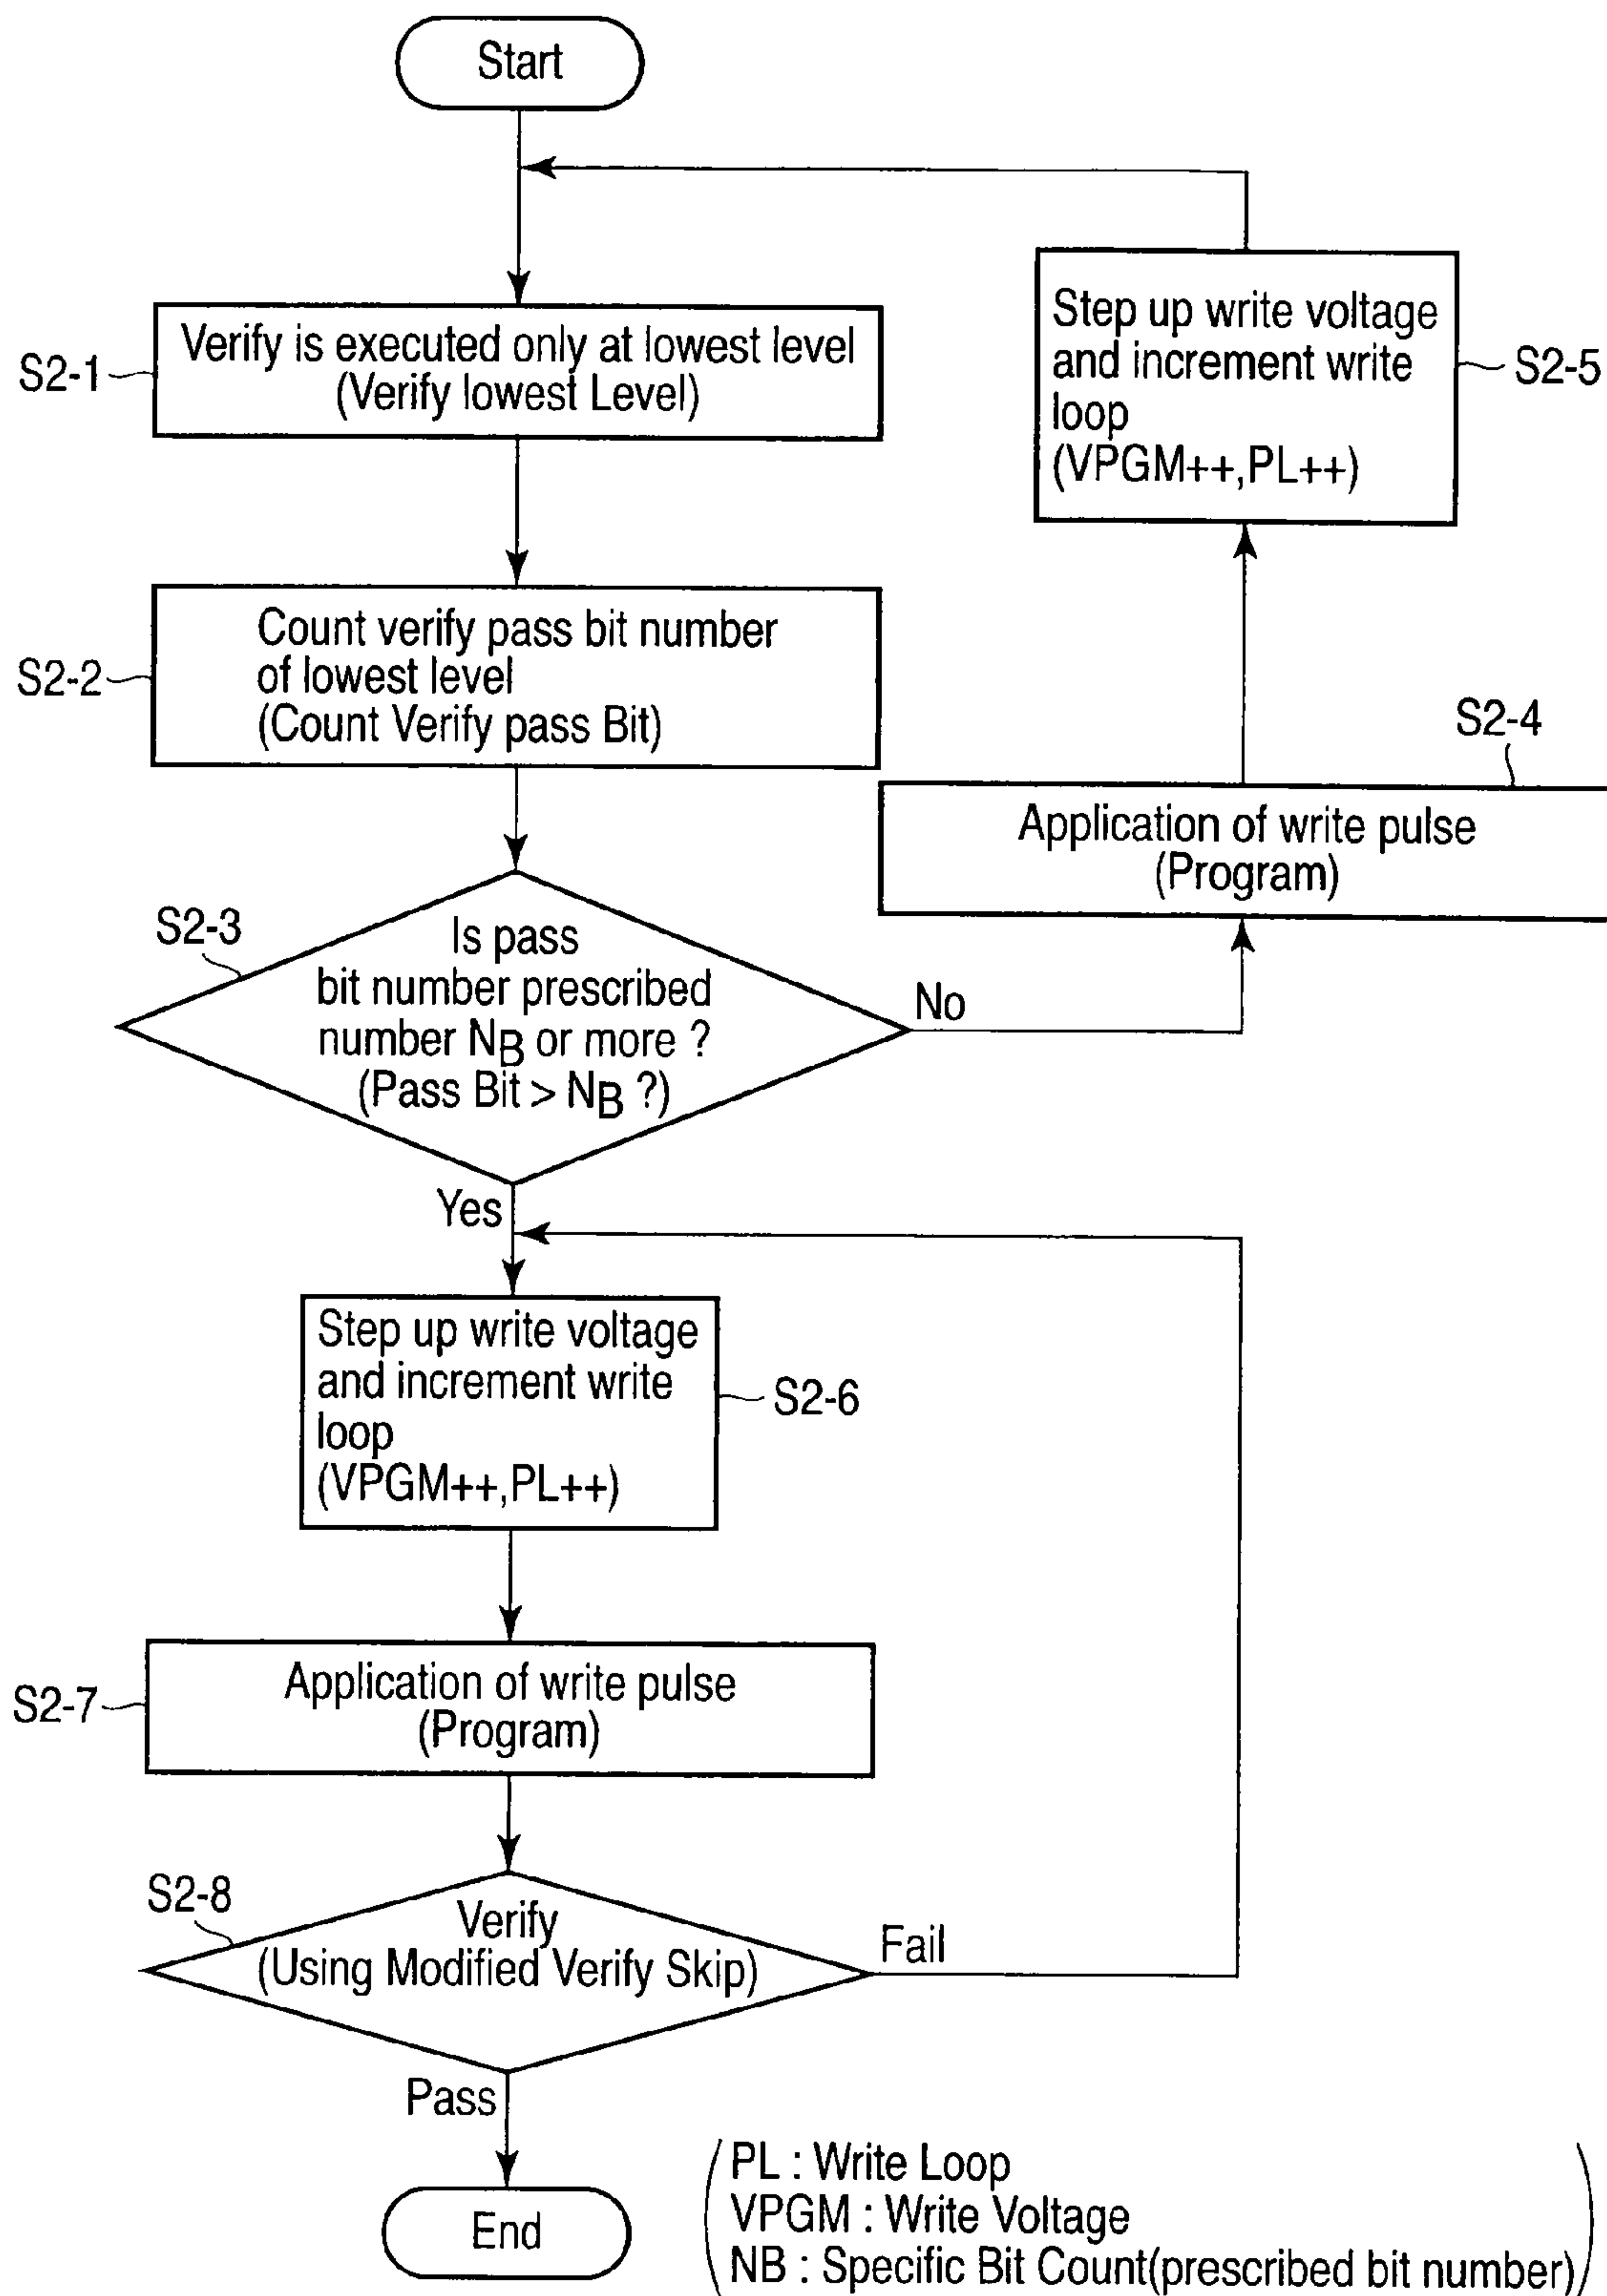 Start
Verify is executed only at lowest level
(Verify lowest Level)
S2-1
Step up write voltage
and increment write
loop
(VPGM++,PL++)
S2-5
Count verify pass bit number
of lowest level
(Count Verify pass Bit)
S2-2
S2-4
Application of write pulse
(Program)
S2-3
Is pass
bit number prescribed
number NB or more ?
(Pass Bit > NB ?)
No
Yes
Step up write voltage
and increment write
loop
(VPGM++,PL++)
S2-6
Application of write pulse
(Program)
S2-7
S2-8
Verify
(Using Modified Verify Skip)
Fail
Pass
End
PL : Write Loop
VPGM : Write Voltage
NB : Specific Bit Count(prescribed bit number)